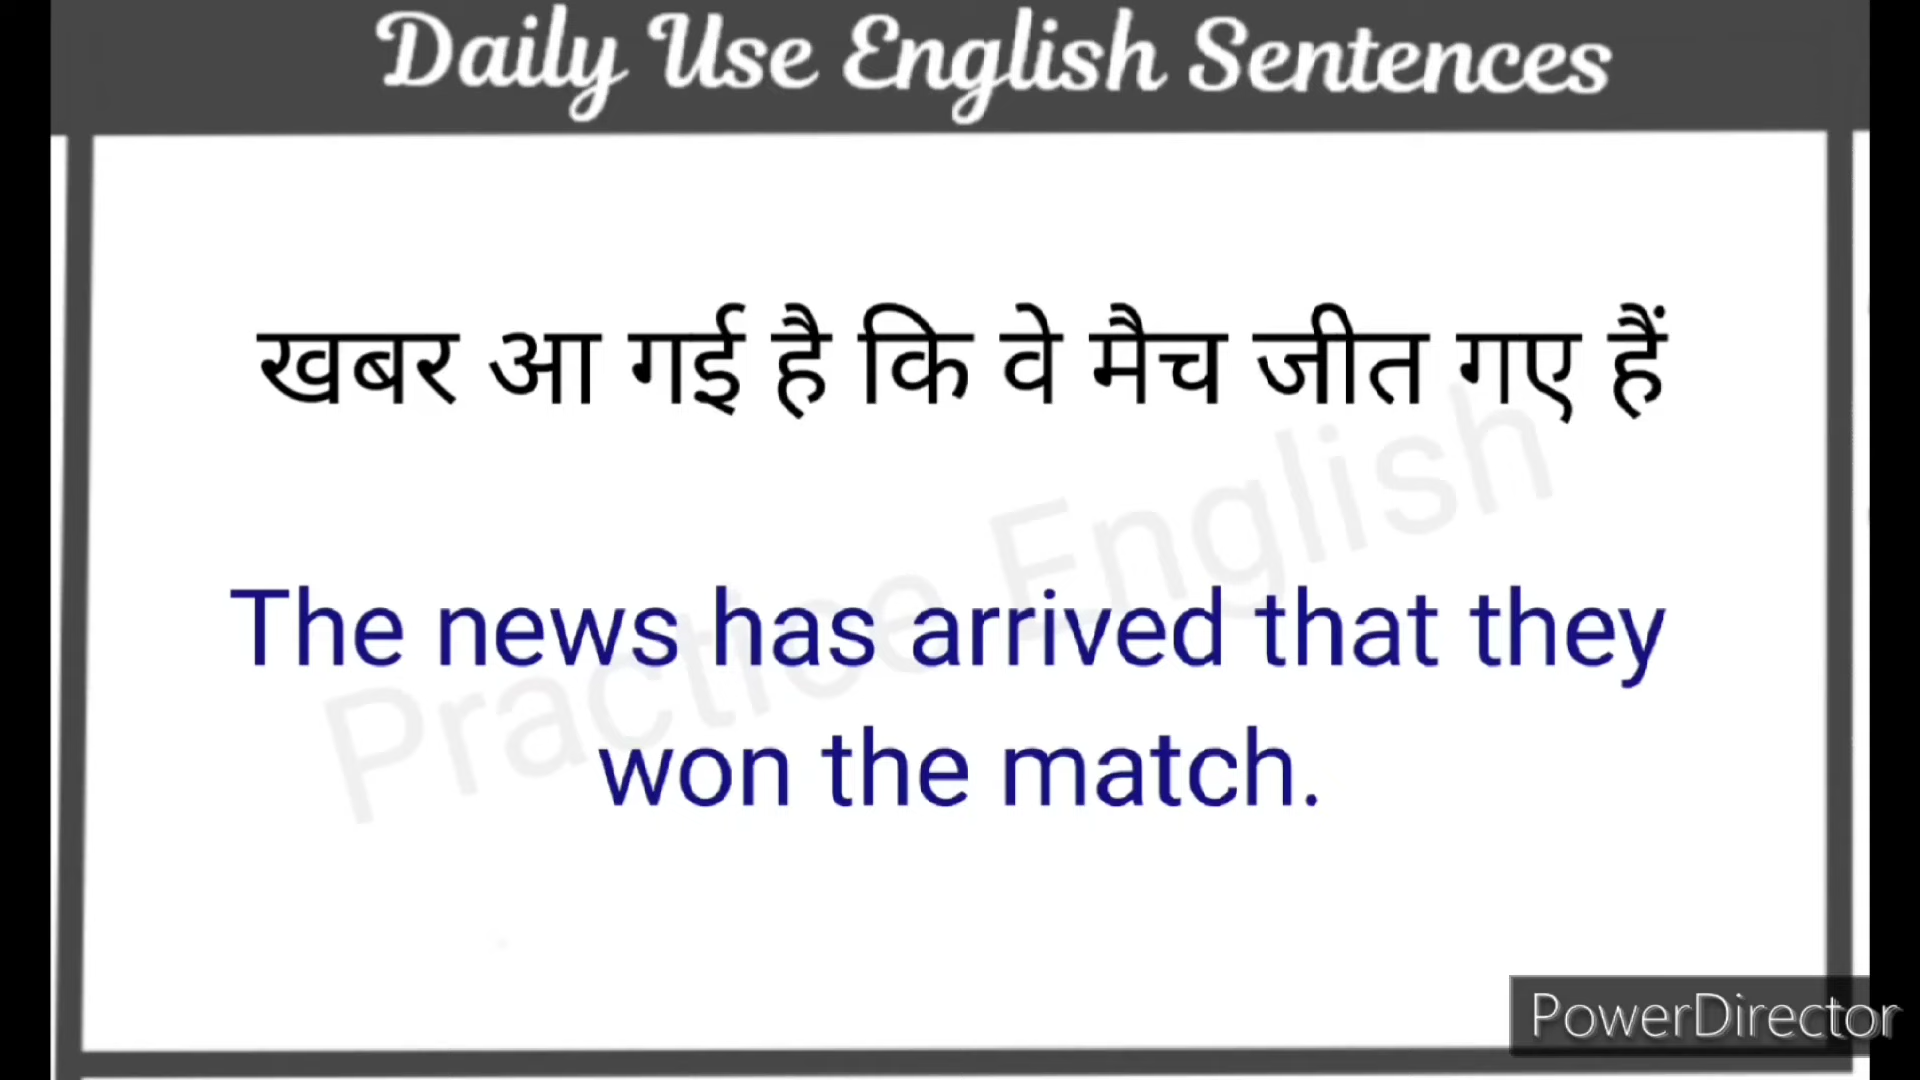 Daily Use English Sentences
खबर आ गई है कि वे मैच जीत गए हैं
Practice English
The news has arrived that they
won the match.
PowerDirector